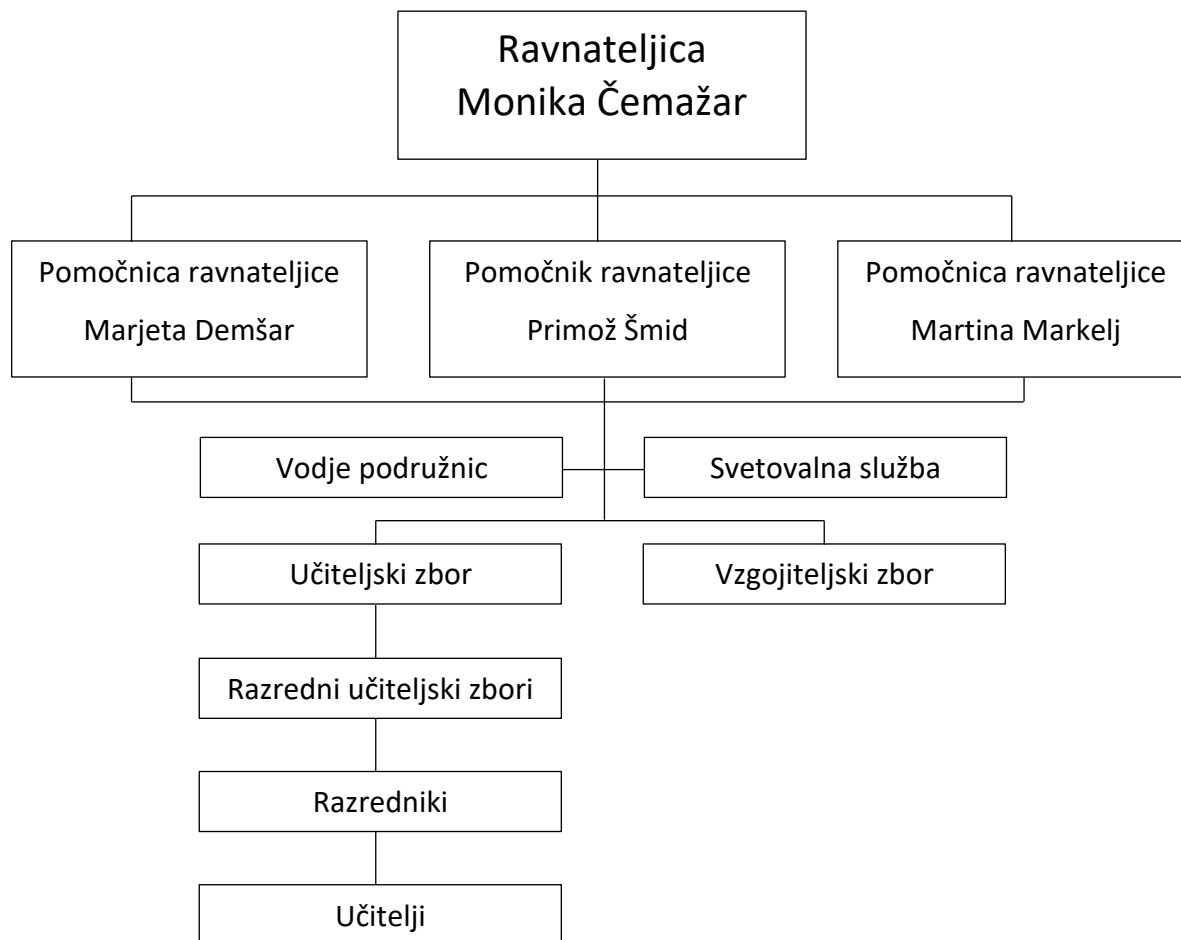 Ravnateljica
Monika Čemažar
Pomočnica ravnateljice
Marjeta Demšar
Pomočnik ravnateljice
Primož Šmid
Pomočnica ravnateljice
Martina Markelj
Vodje podružnic
Svetovalna služba
Učiteljski zbor
Vzgojiteljski zbor
Razredni učiteljski zbori
Razredniki
Učitelji